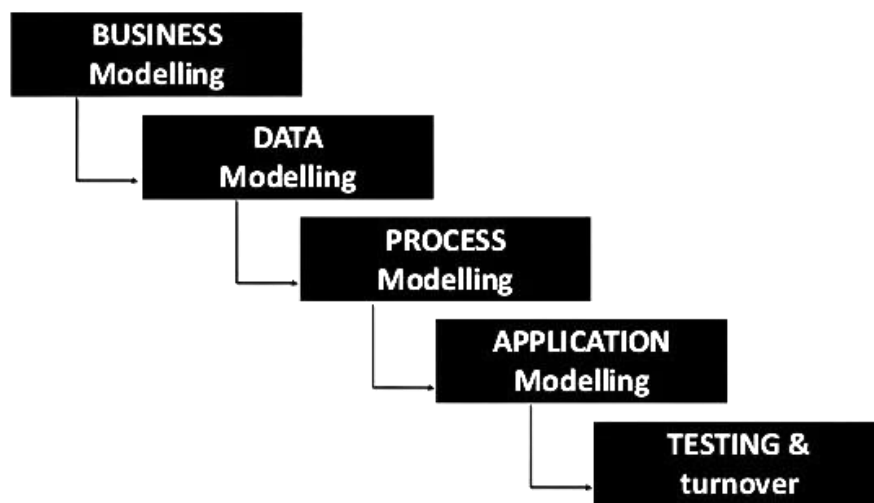 BUSINESS
Modelling
DATA
Modelling
PROCESS
Modelling
APPLICATION
Modelling
TESTING &
turnover